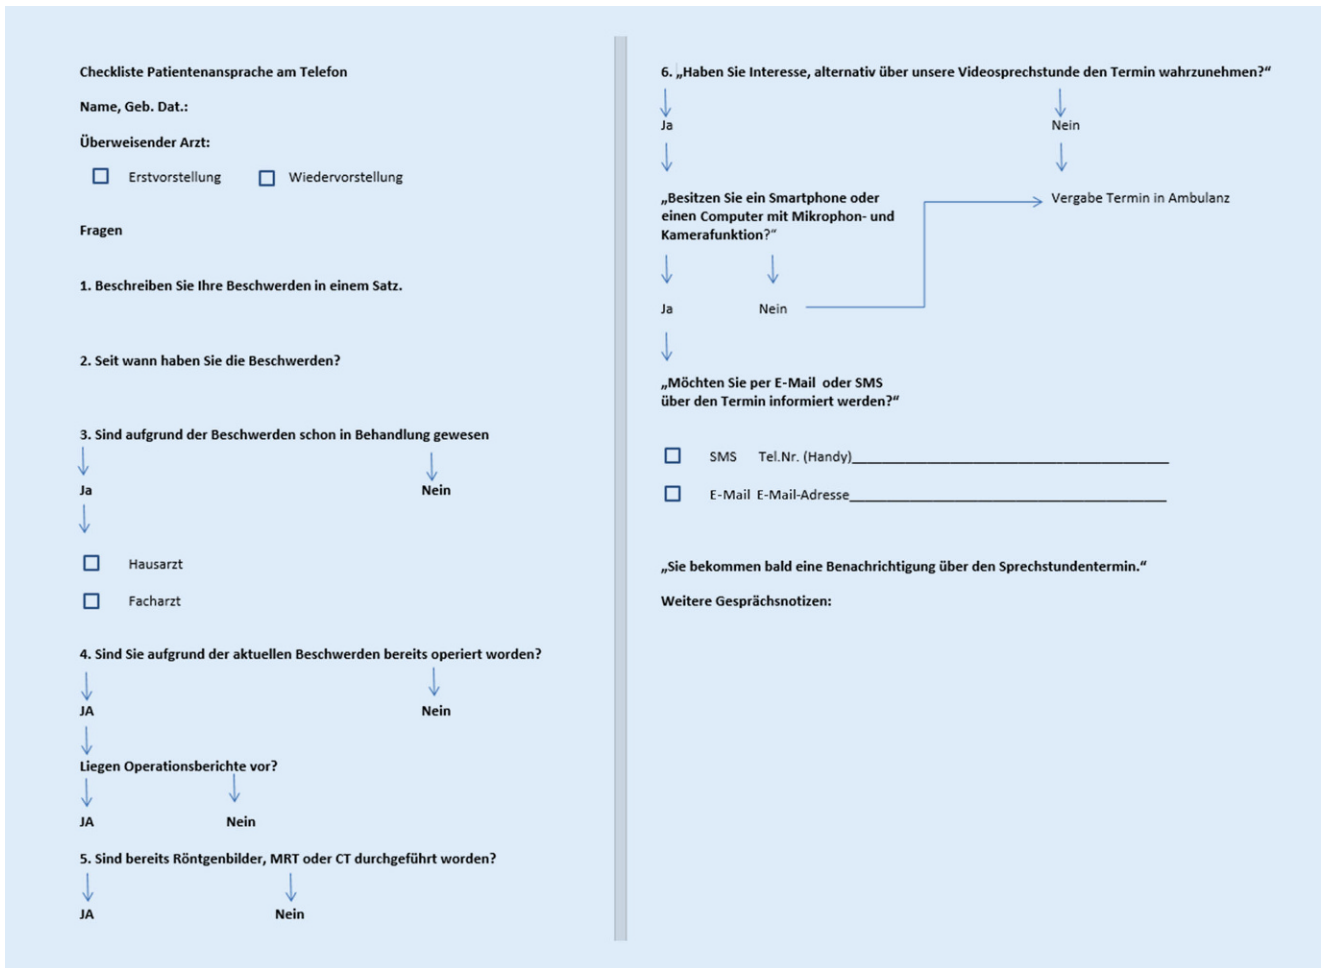 Checkliste Patientenansprache am Telefon
Name, Geb. Dat.:
Überweisender Arzt:
Erstvorstellung Wiedervorstellung
Fragen
1. Beschreiben Sie Ihre Beschwerden in einem Satz.
2. Seit wann haben Sie die Beschwerden?
3. Sind aufgrund der Beschwerden schon in Behandlung gewesen
Ja Nein
Hausarzt
Facharzt
4. Sind Sie aufgrund der aktuellen Beschwerden bereits operiert worden?
JA Nein
Liegen Operationsberichte vor?
JA Nein
5. Sind bereits Röntgenbilder, MRT oder CT durchgeführt worden?
JA Nein
6. „Haben Sie Interesse, alternativ über unsere Videosprechstunde den Termin wahrzunehmen?“
Ja Nein
„Besitzen Sie ein Smartphone oder
einen Computer mit Mikrophon- und
Kamerafunktion?“
Vergabe Termin in Ambulanz
Ja Nein
„Möchten Sie per E-Mail oder SMS
über den Termin informiert werden?“
SMS Tel.Nr. (Handy)
E-Mail E-Mail-Adresse
„Sie bekommen bald eine Benachrichtigung über den Sprechstundentermin.“
Weitere Gesprächsnotizen: